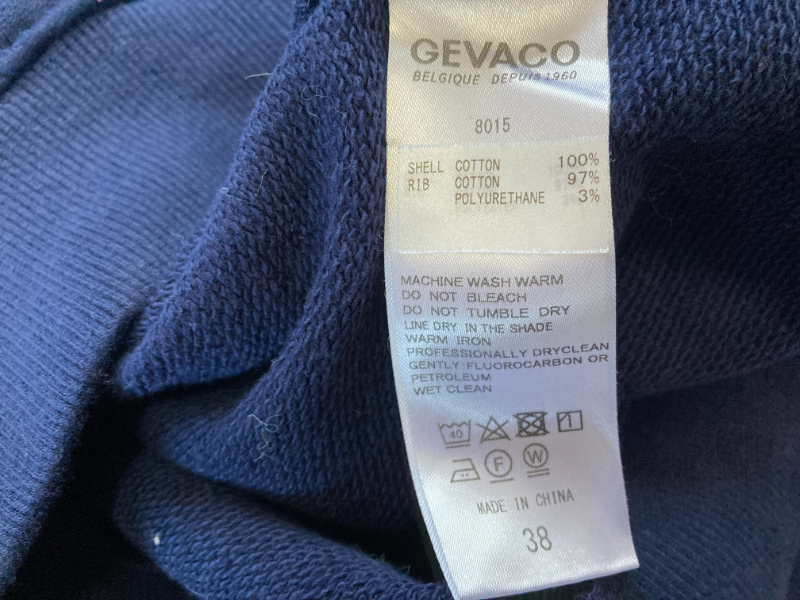 GEVACO
BELGIQUE DEPUIS 1960
8015
SHELL COTTON 100%
RIB COTTON 97%
POLYURETHANE 3%
MACHINE WASH WARM
DO NOT BLEACH
DO NOT TUMBLE DRY
LINE DRY IN THE SHADE
WARM IRON
PROFESSIONALLY DRYCLEAN
GENTLY FLUOROCARBON OR
PETROLEUM
WET CLEAN
40
F W
MADE IN CHINA
38